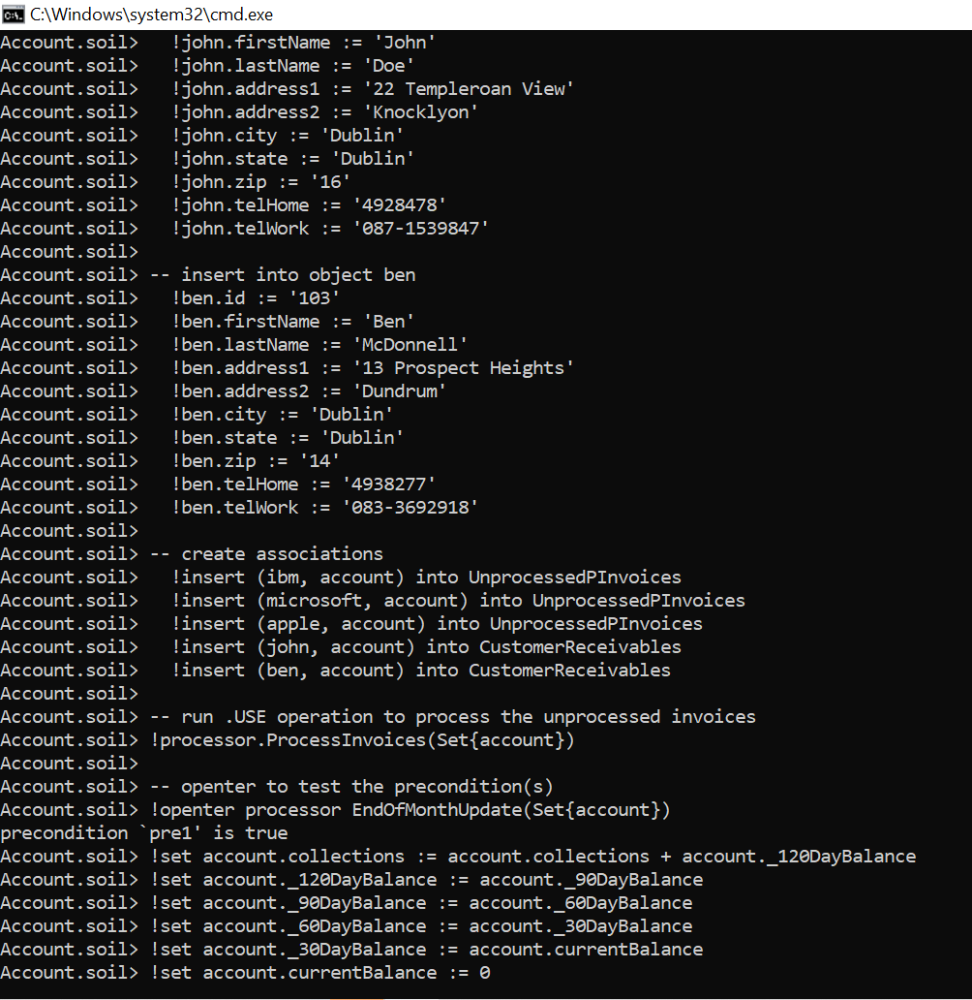 C:\Windows\system32\cmd.exe
Account.soil>   !john.firstName := 'John'
Account.soil>   !john.lastName := 'Doe'
Account.soil>   !john.address1 := '22 Templeroan View'
Account.soil>   !john.address2 := 'Knocklyon'
Account.soil>   !john.city := 'Dublin'
Account.soil>   !john.state := 'Dublin'
Account.soil>   !john.zip := '16'
Account.soil>   !john.telHome := '4928478'
Account.soil>   !john.telWork := '087-1539847'
Account.soil>
Account.soil> -- insert into object ben
Account.soil>   !ben.id := '103'
Account.soil>   !ben.firstName := 'Ben'
Account.soil>   !ben.lastName := 'McDonnell'
Account.soil>   !ben.address1 := '13 Prospect Heights'
Account.soil>   !ben.address2 := 'Dundrum'
Account.soil>   !ben.city := 'Dublin'
Account.soil>   !ben.state := 'Dublin'
Account.soil>   !ben.zip := '14'
Account.soil>   !ben.telHome := '4938277'
Account.soil>   !ben.telWork := '083-3692918'
Account.soil>
Account.soil> -- create associations
Account.soil>   !insert (ibm, account) into UnprocessedPInvoices
Account.soil>   !insert (microsoft, account) into UnprocessedPInvoices
Account.soil>   !insert (apple, account) into UnprocessedPInvoices
Account.soil>   !insert (john, account) into CustomerReceivables
Account.soil>   !insert (ben, account) into CustomerReceivables
Account.soil>
Account.soil> -- run .USE operation to process the unprocessed invoices
Account.soil> !processor.ProcessInvoices(Set{account})
Account.soil>
Account.soil> -- openter to test the precondition(s)
Account.soil> !openter processor EndOfMonthUpdate(Set{account})
precondition `pre1' is true
Account.soil> !set account.collections := account.collections + account._120DayBalance
Account.soil> !set account._120DayBalance := account._90DayBalance
Account.soil> !set account._90DayBalance := account._60DayBalance
Account.soil> !set account._60DayBalance := account._30DayBalance
Account.soil> !set account._30DayBalance := account.currentBalance
Account.soil> !set account.currentBalance := 0